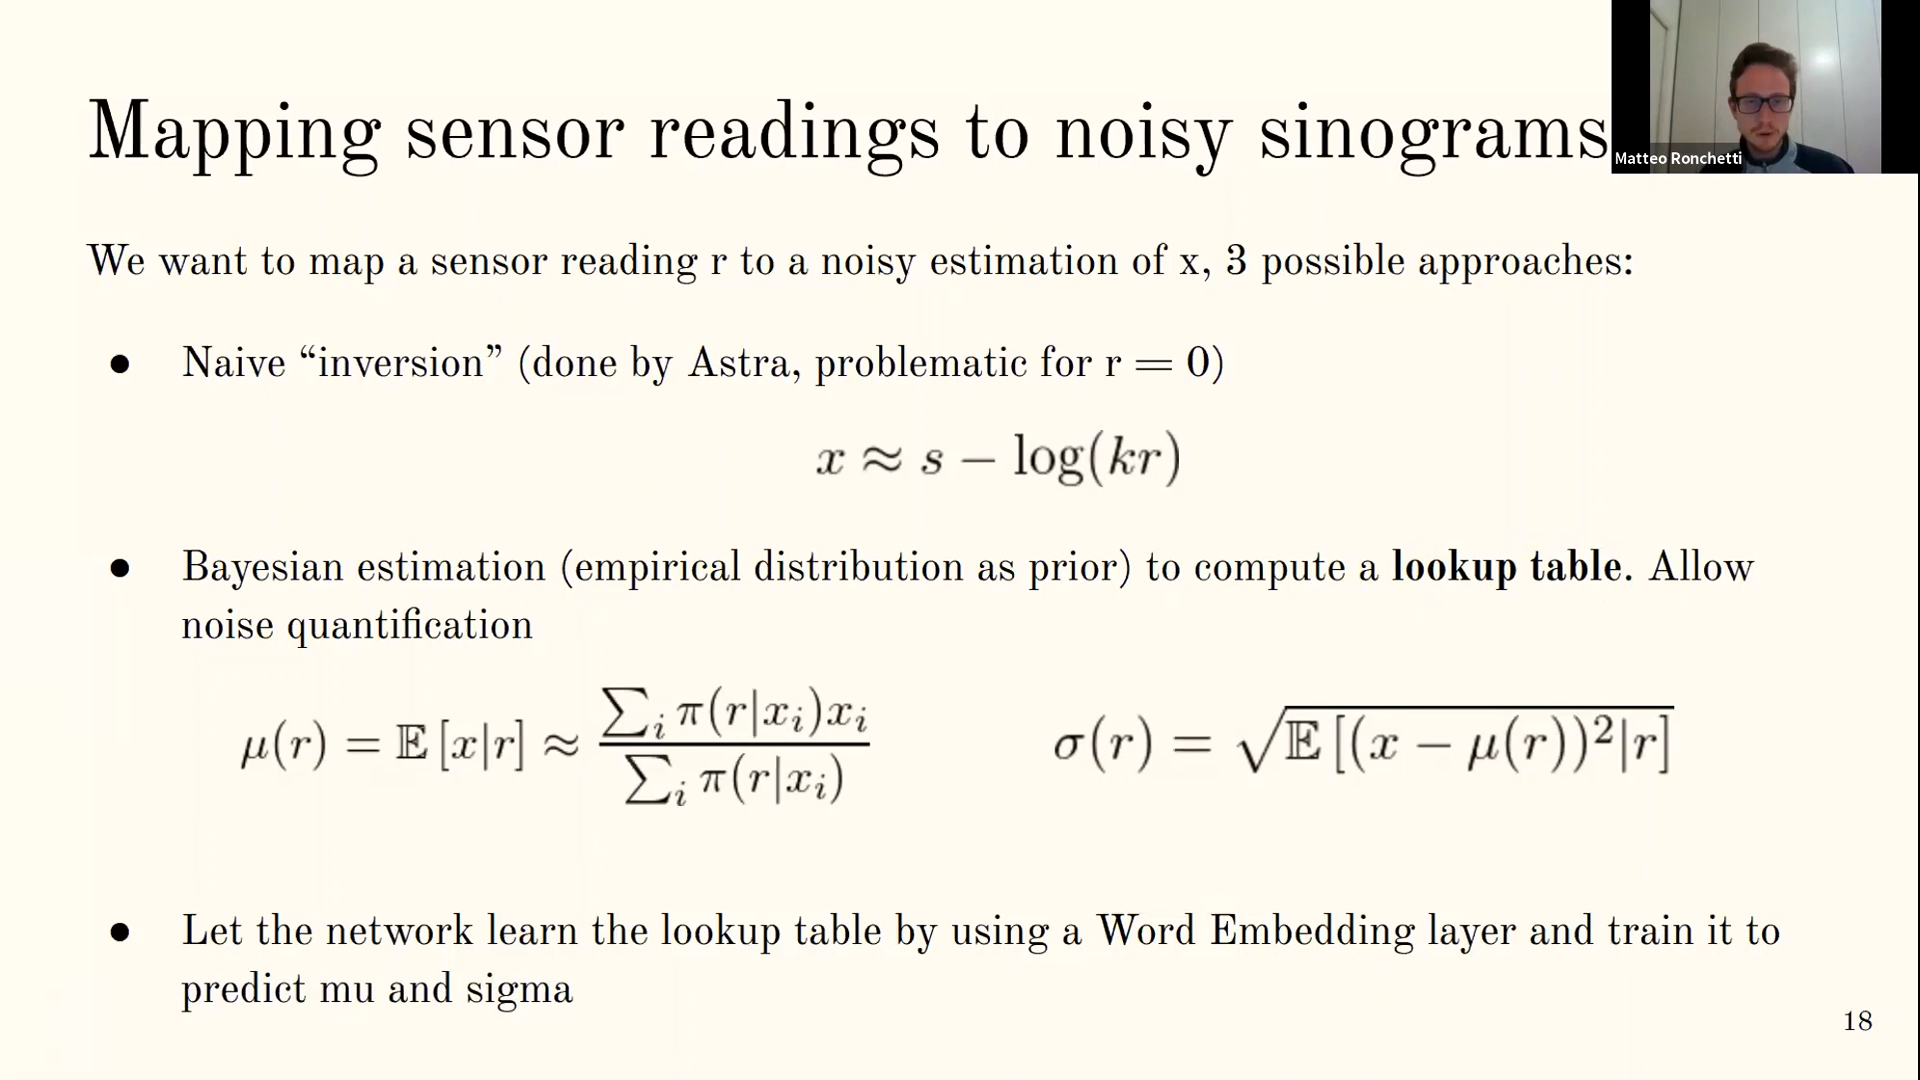 Mapping sensor readings to noisy sinograms
Matteo Ronchetti
We want to map a sensor reading r to a noisy estimation of x, 3 possible approaches:
● Naive “inversion” (done by Astra, problematic for r = 0)
x ≈ s − log(kr)
● Bayesian estimation (empirical distribution as prior) to compute a lookup table. Allow
noise quantification
μ(r) = 𝔼 [x|r] ≈ ∑ᵢ π(r|xᵢ)xᵢ / ∑ᵢ π(r|xᵢ)
σ(r) = √𝔼 [(x − μ(r))²|r]
● Let the network learn the lookup table by using a Word Embedding layer and train it to
predict mu and sigma
18